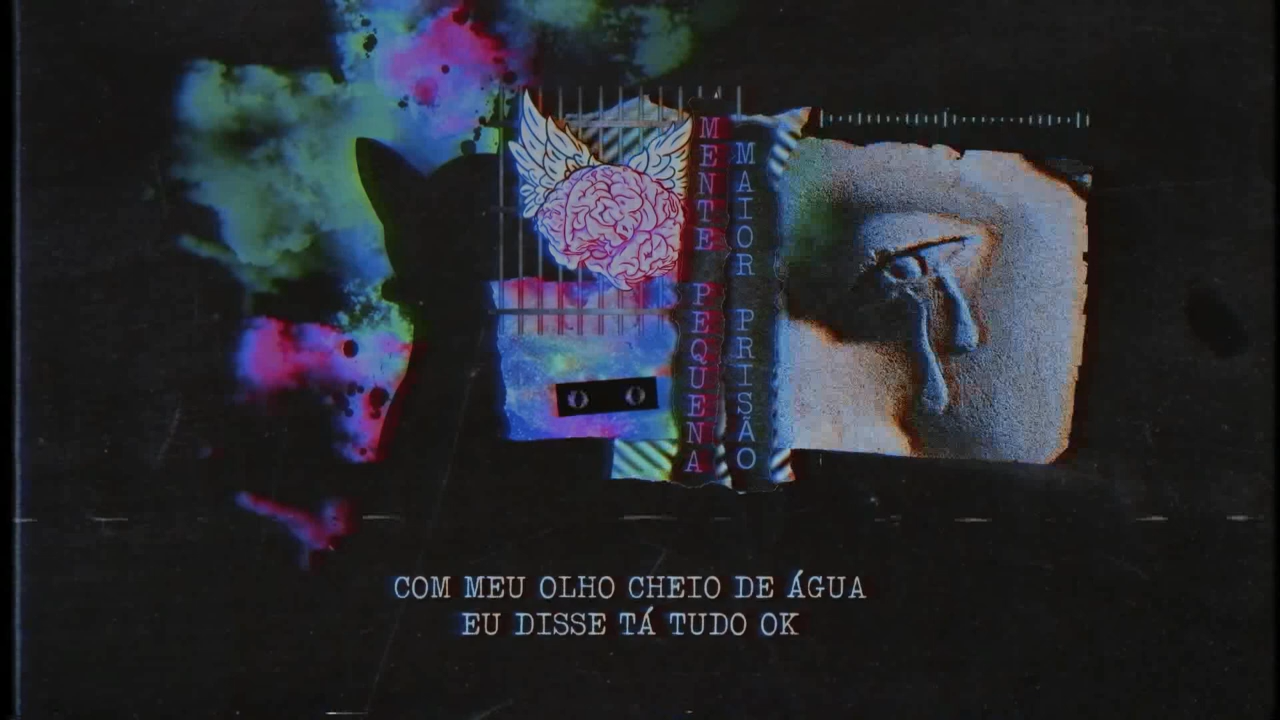 MENTE PEQUENA
MAIOR PRISÃO
COM MEU OLHO CHEIO DE ÁGUA
EU DISSE TÁ TUDO OK